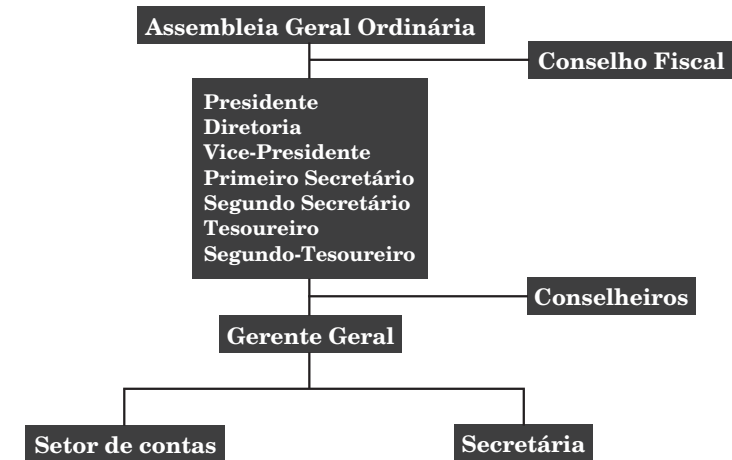 Assembleia Geral Ordinária
Conselho Fiscal
Presidente
Diretoria
Vice-Presidente
Primeiro Secretário
Segundo Secretário
Tesoureiro
Segundo-Tesoureiro
Conselheiros
Gerente Geral
Setor de contas
Secretária